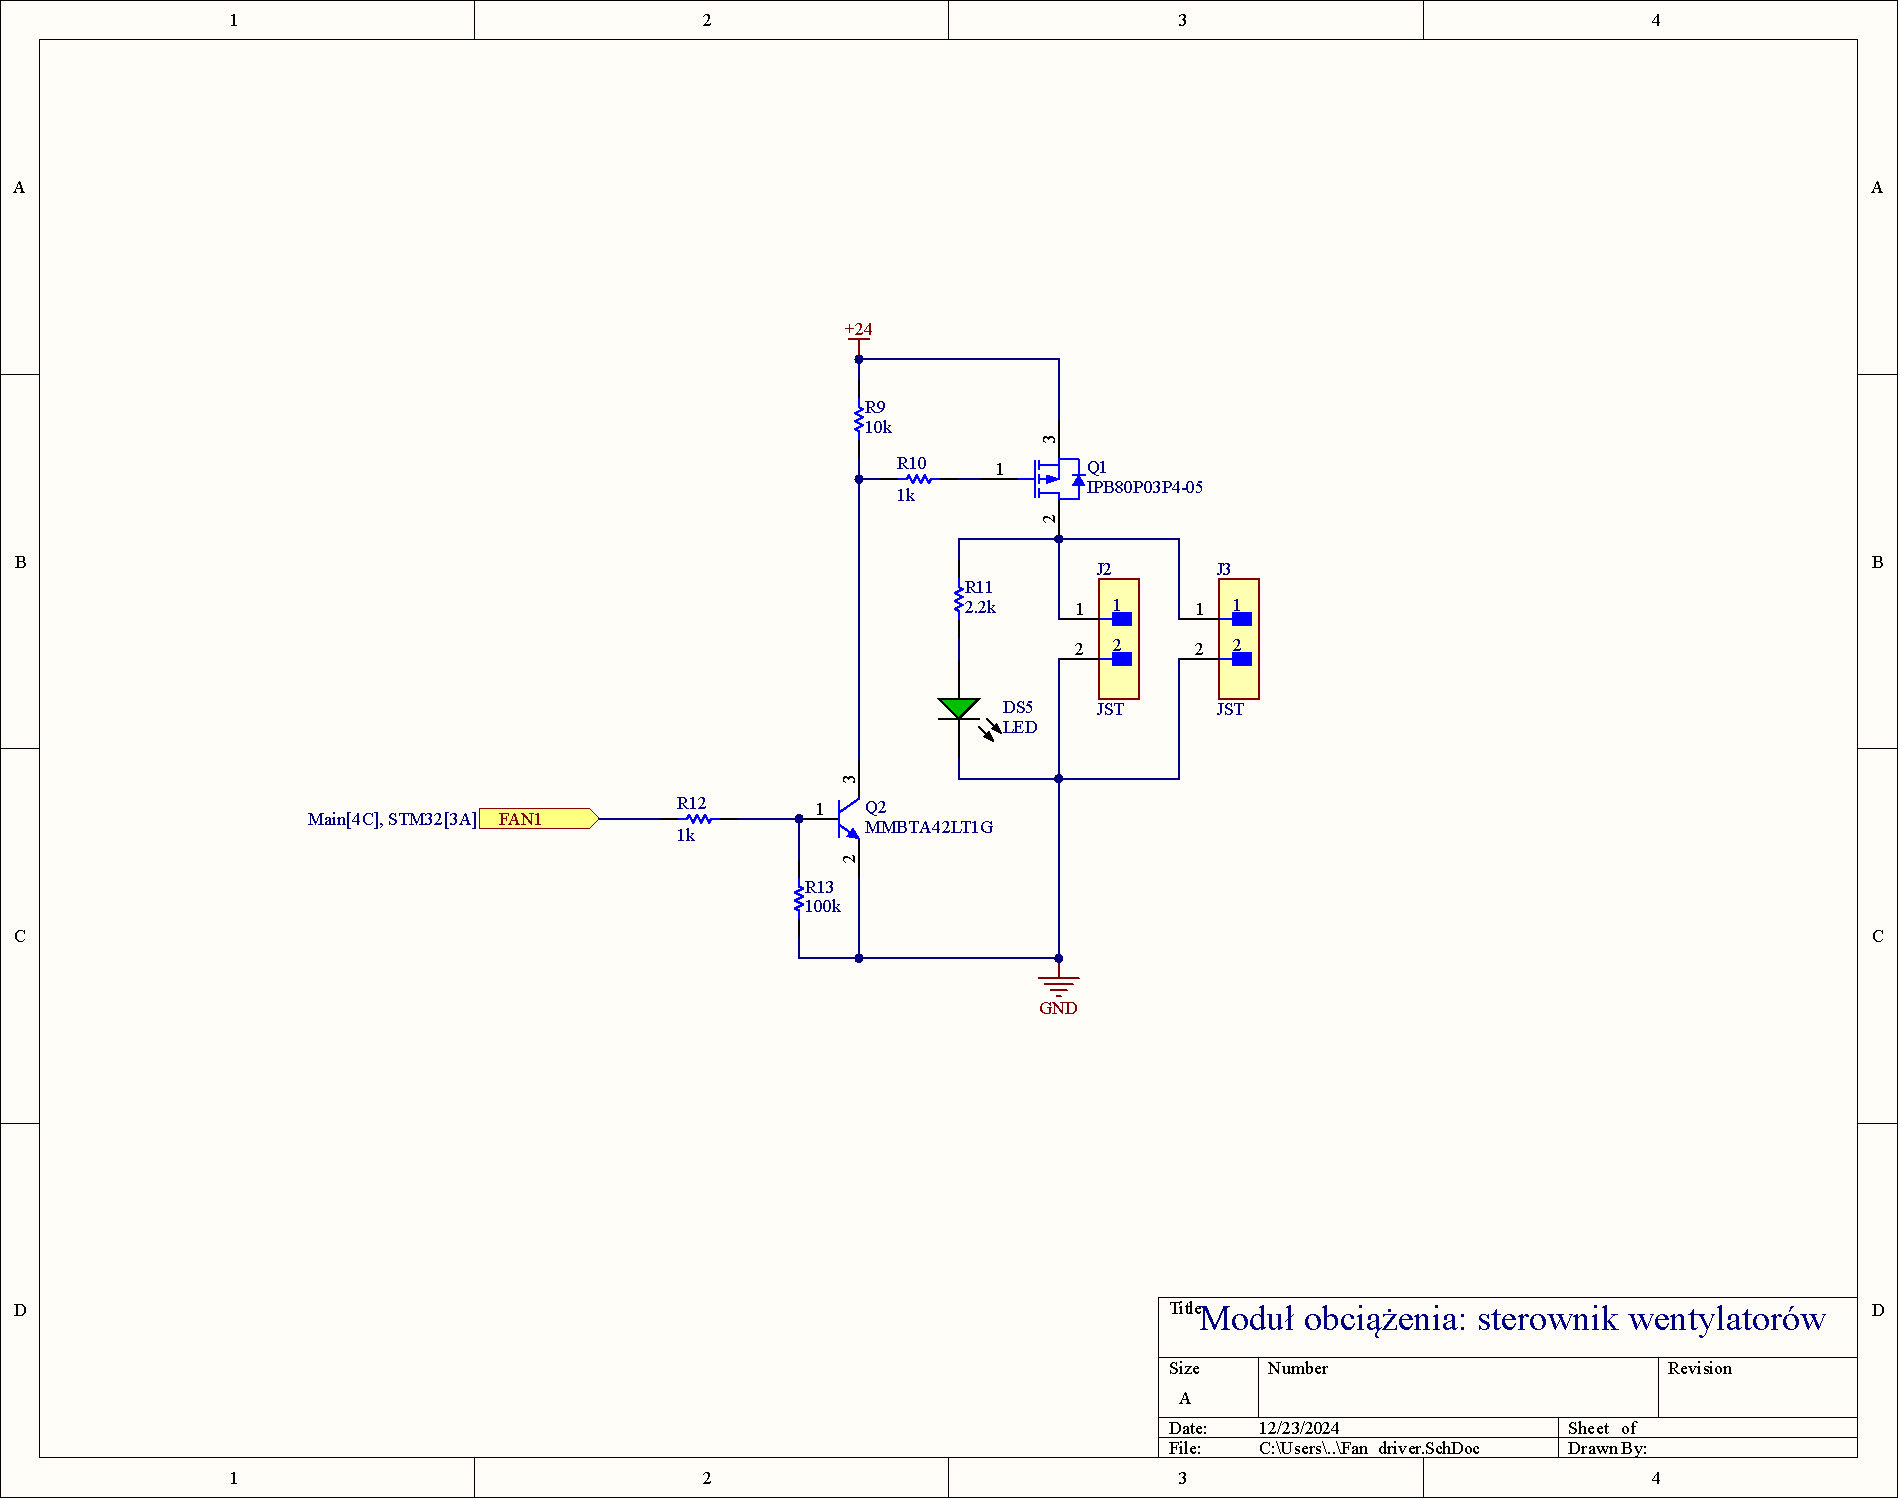 1 2 3 4
A A
+24
R9
10k
R10
1k
1
3
Q1
IPB80P03P4-05
2
B B
J2
J3
R11
2.2k
1 1 1 1
2 2 2 2
JST JST
DS5
LED
3
Main[4C], STM32[3A] FAN1
R12
1k
1
Q2
MMBTA42LT1G
2
R13
100k
C C
GND
D D
Title Moduł obciążenia: sterownik wentylatorów
Size Number Revision
A
Date: 12/23/2024 Sheet of
File: C:\Users\..\Fan driver.SchDoc Drawn By:
1 2 3 4